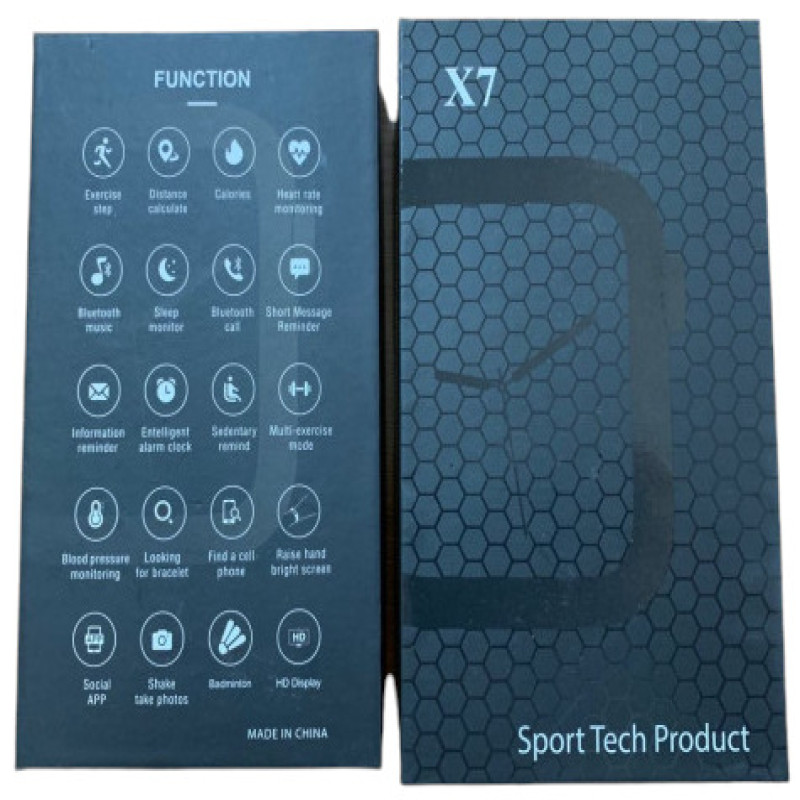 FUNCTION
Exercise
step
Distance
calculate
Calories
Heart rate
monitoring
Bluetooth
music
Sleep
monitor
Bluetooth
call
Short Message
Reminder
Information
reminder
Entelligent
alarm clock
Sedentary
remind
Multi-exercise
mode
Blood pressure
monitoring
Looking
for bracelet
Find a cell
phone
Raise hand
bright screen
APP
HD
Social
APP
Shake
take photos
Badminton
HD Display
MADE IN CHINA
X7
Sport Tech Product